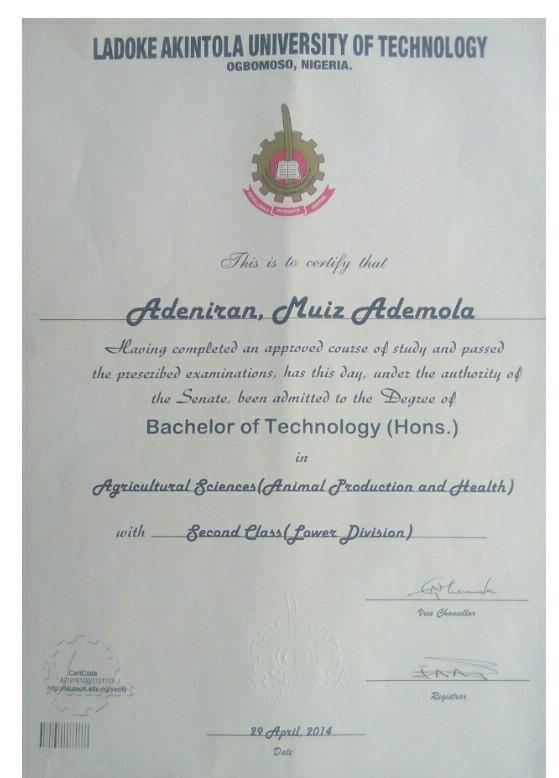 LADOKE AKINTOLA UNIVERSITY OF TECHNOLOGY
OGBOMOSO, NIGERIA.
EXCELLENCE INTEGRITY SERVICE
This is to certify that
Adeniran, Muiz Ademola
Having completed an approved course of study and passed
the prescribed examinations, has this day, under the authority of
the Senate, been admitted to the Degree of
Bachelor of Technology (Hons.)
in
Agricultural Sciences(Animal Production and Health)
with Second Class(Lower Division)
Vice Chancellor
CertCode
Registrar
29 April, 2014
Date